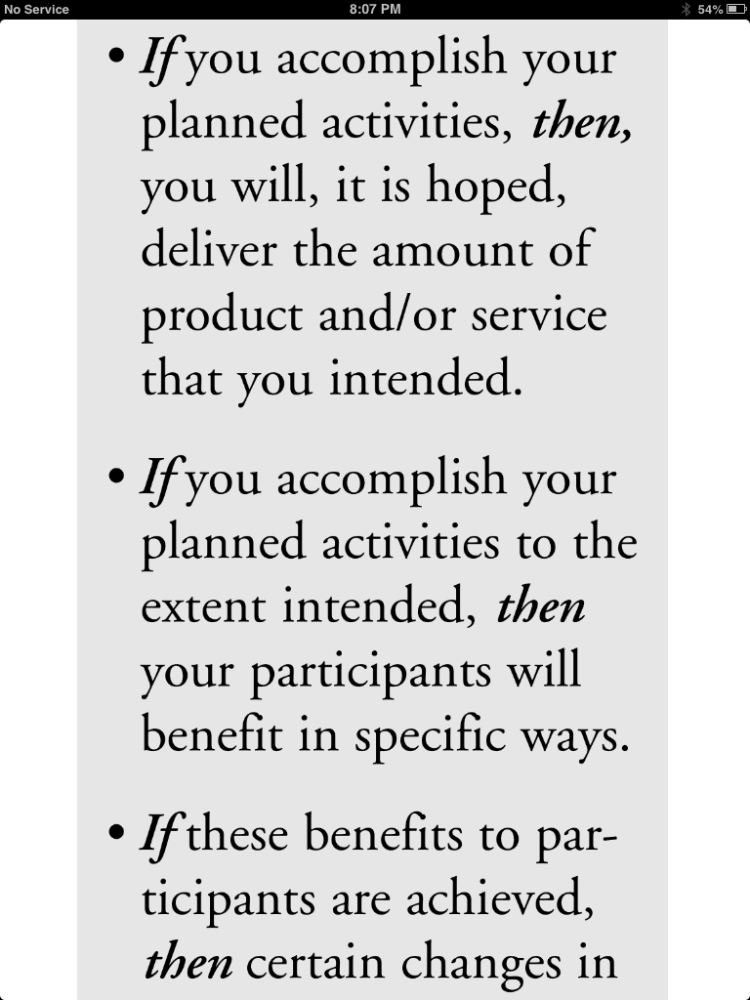 No Service 8:07 PM 54%
• If you accomplish your
planned activities, then,
you will, it is hoped,
deliver the amount of
product and/or service
that you intended.
• If you accomplish your
planned activities to the
extent intended, then
your participants will
benefit in specific ways.
• If these benefits to par-
ticipants are achieved,
then certain changes in